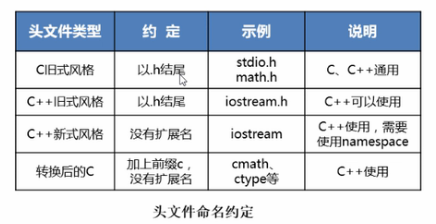 头文件类型 约 定 示例 说明
C旧式风格 以.h结尾 stdio.h
math.h C、C++通用
C++旧式风格 以.h结尾 iostream.h C++可以使用
C++新式风格 没有扩展名 iostream C++使用，需要
使用namespace
转换后的C 加上前缀c，
没有扩展名 cmath、
ctype等 C++使用
头文件命名约定